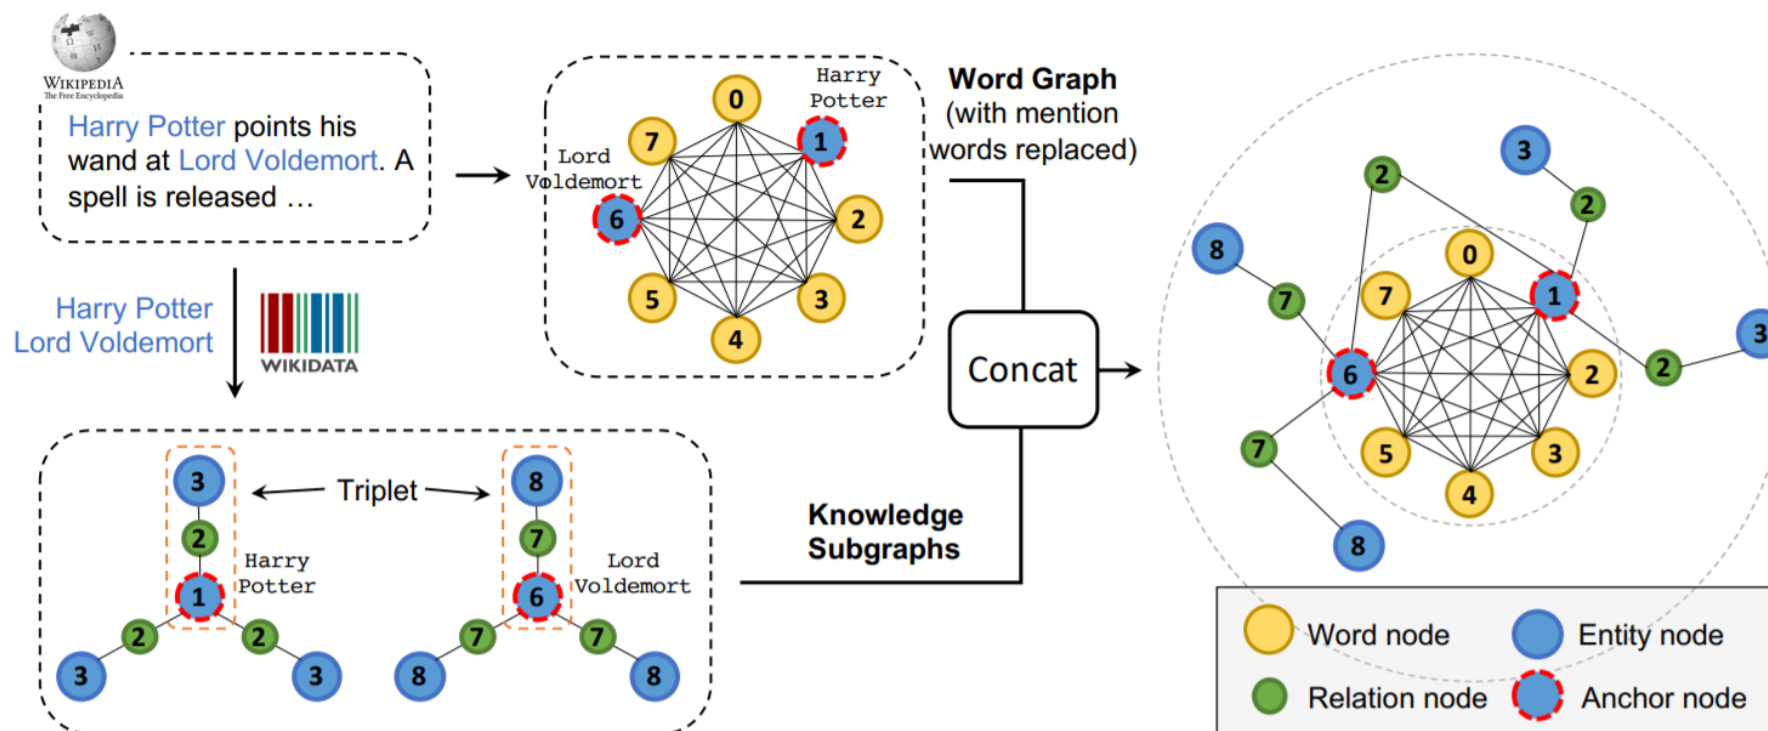 WIKIPEDIA
The Free Encyclopedia
Harry Potter points his
wand at Lord Voldemort. A
spell is released ...
Harry Potter
Lord Voldemort
WIKIDATA
0
Harry
Potter
7
1
Lord
Voldemort
6
2
5
3
4
Word Graph
(with mention
words replaced)
Concat
Knowledge
Subgraphs
3
Triplet
8
2
7
Harry
Potter
Lord
Voldemort
1
6
2
2
7
7
3
3
8
8
3
2
2
8
0
7
7
1
3
6
2
2
7
5
3
4
8
Word node
Entity node
Relation node
Anchor node